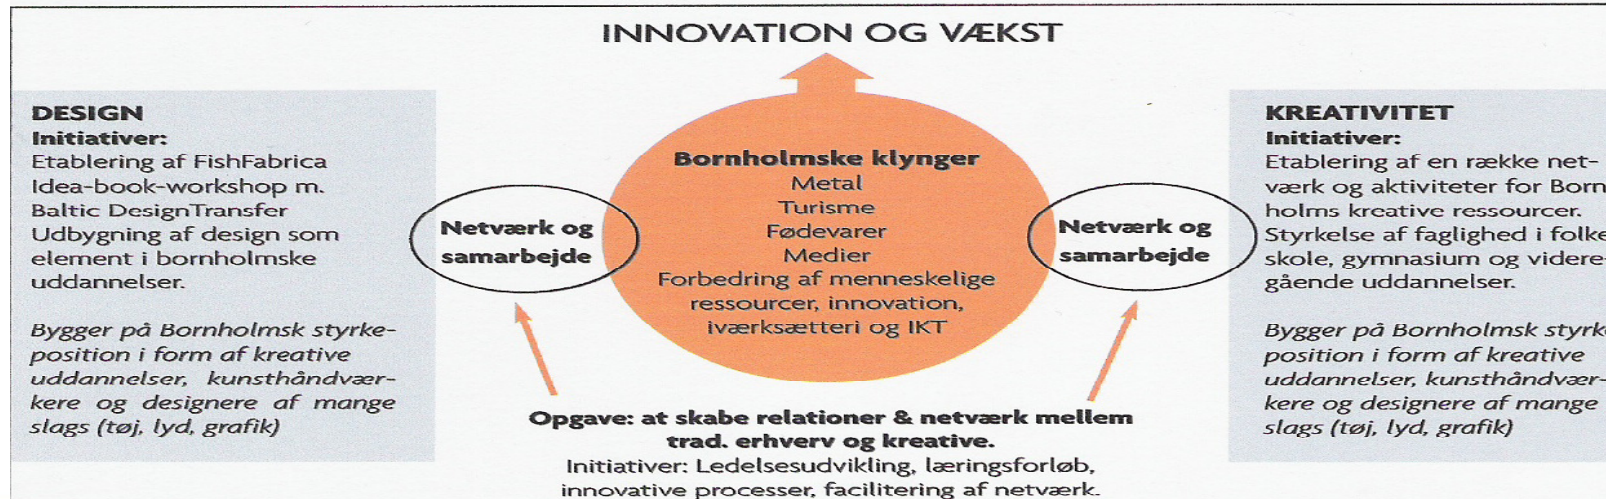 INNOVATION OG VÆKST
DESIGN
Initiativer:
Etablering af FishFabrica
Idea-book-workshop m.
Baltic DesignTransfer
Udbygning af design som
element i bornholmske
uddannelser.
Bygger på Bornholmsk styrke-
position i form af kreative
uddannelser, kunsthåndvær-
kere og designere af mange
slags (tøj, lyd, grafik)
Netværk og
samarbejde
Bornholmske klynger
Metal
Turisme
Fødevarer
Medier
Forbedring af menneskelige
ressourcer, innovation,
iværksætteri og IKT
Netværk og
samarbejde
KREATIVITET
Initiativer:
Etablering af en række net-
værk og aktiviteter for Born
holms kreative ressourcer.
Styrkelse af faglighed i folke
skole, gymnasium og videre-
gående uddannelser.
Bygger på Bornholmsk styrke
position i form af kreative
uddannelser, kunsthåndvær-
kere og designere af mange
slags (tøj, lyd, grafik)
Opgave: at skabe relationer & netværk mellem
trad. erhverv og kreative.
Initiativer: Ledelsesudvikling, læringsforløb,
innovative processer, facilitering af netværk.